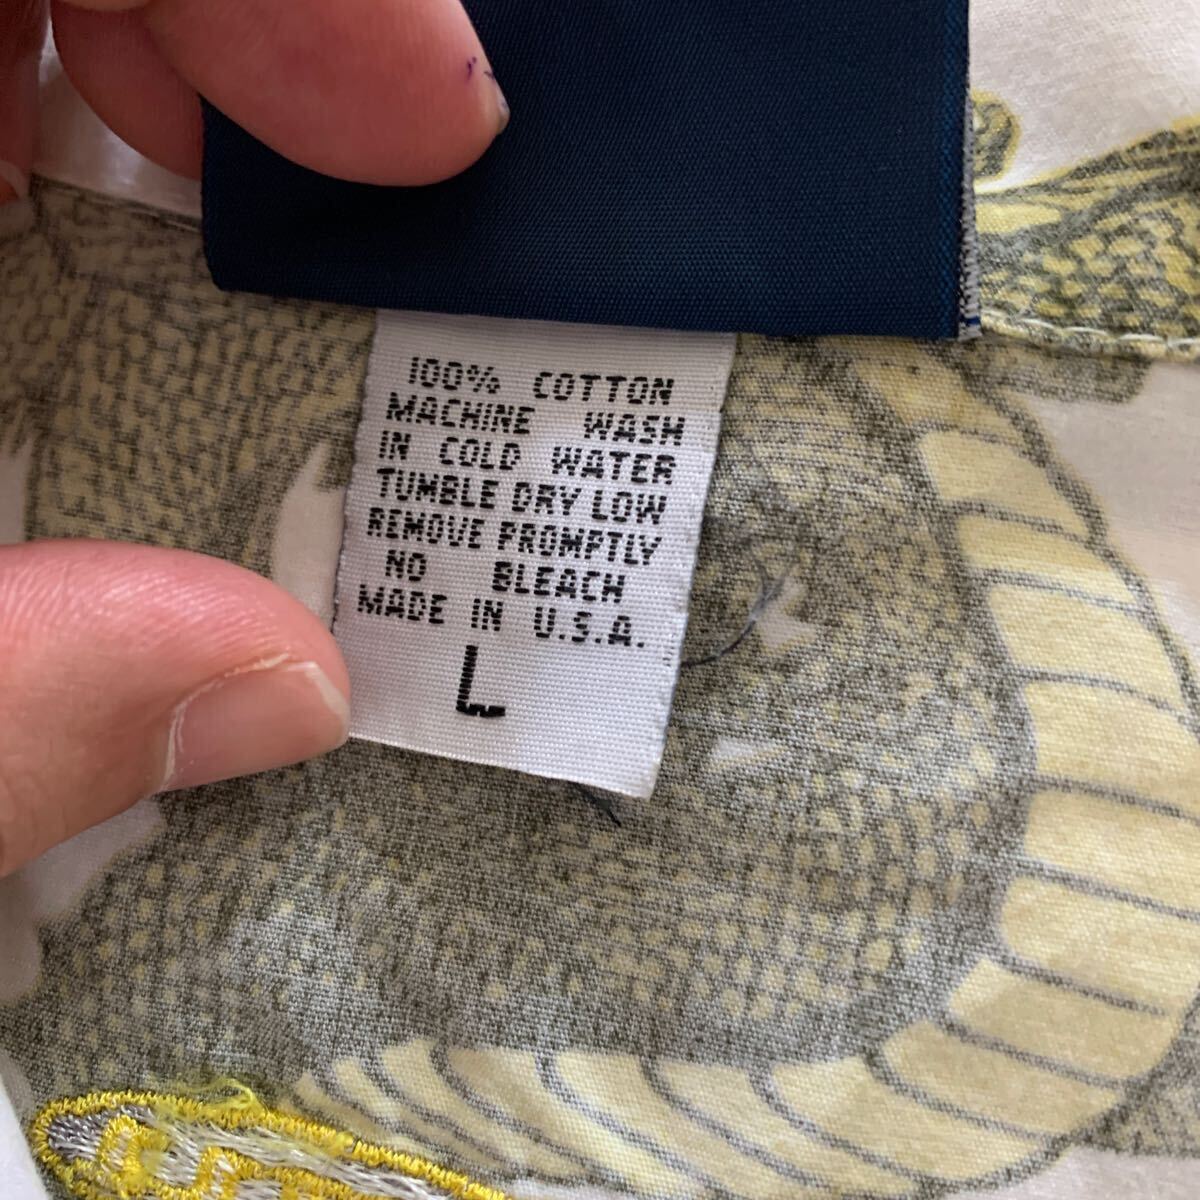 100% COTTON
MACHINE WASH
IN COLD WATER
TUMBLE DRY LOW
REMOVE PROMPTLY
NO BLEACH
MADE IN U.S.A.
L